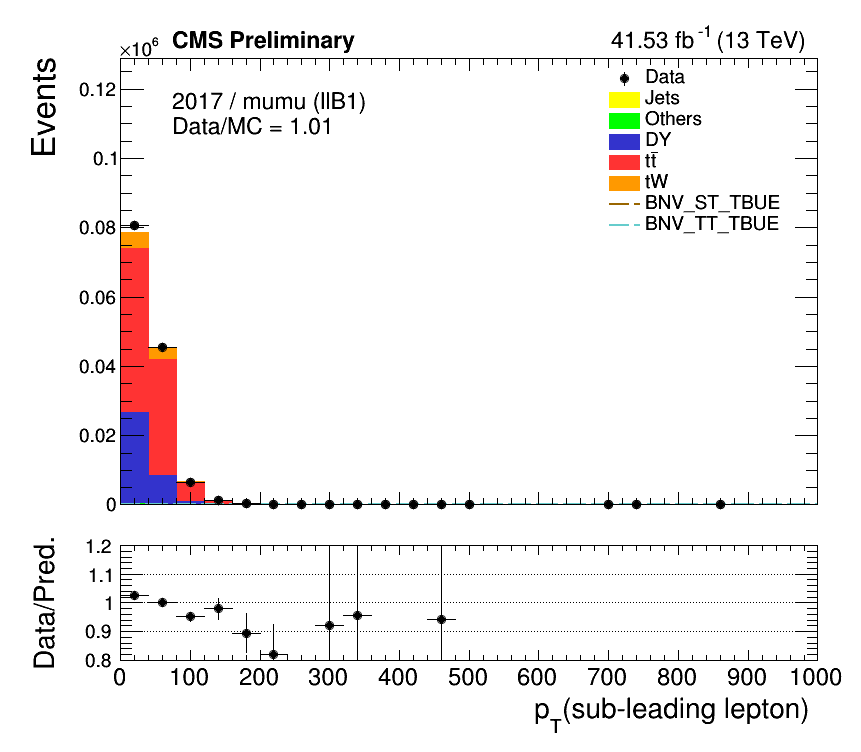 ×10⁶ CMS Preliminary 41.53 fb⁻¹ (13 TeV)
Events
0.12
0.1
0.08
0.06
0.04
0.02
0
2017 / mumu (llB1)
Data/MC = 1.01
Data
Jets
Others
DY
tt̄
tW
BNV_ST_TBUE
BNV_TT_TBUE
Data/Pred.
1.2
1.1
1
0.9
0.8
0 100 200 300 400 500 600 700 800 900 1000
p_T(sub-leading lepton)